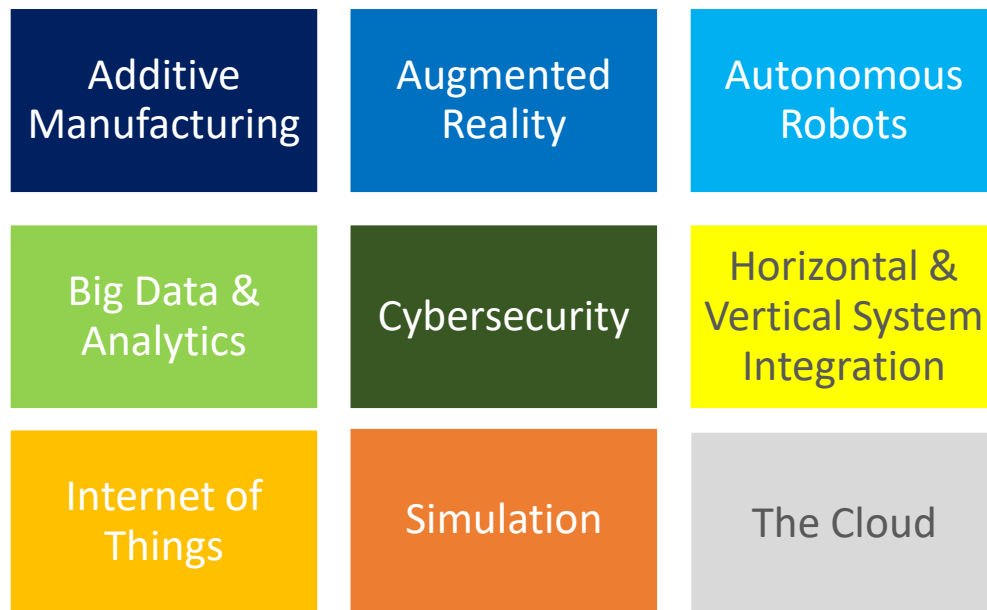 Additive
Manufacturing
Augmented
Reality
Autonomous
Robots
Big Data &
Analytics
Cybersecurity
Horizontal &
Vertical System
Integration
Internet of
Things
Simulation
The Cloud